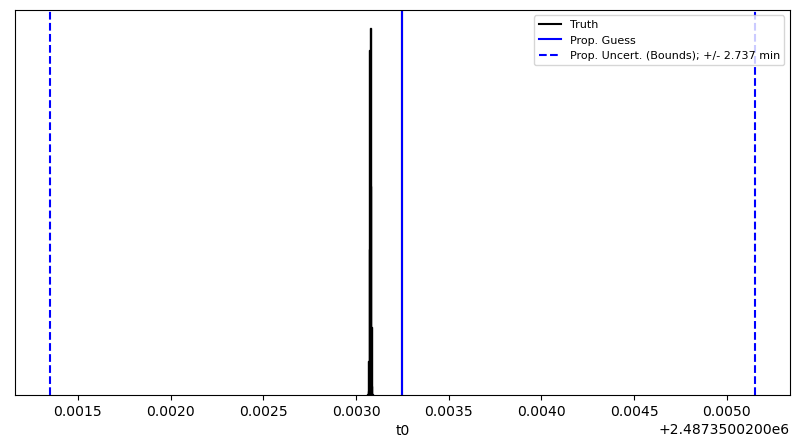 Truth
Prop. Guess
Prop. Uncert. (Bounds); +/- 2.737 min
0.0015 0.0020 0.0025 0.0030 0.0035 0.0040 0.0045 0.0050
t0
+2.4873500200e6